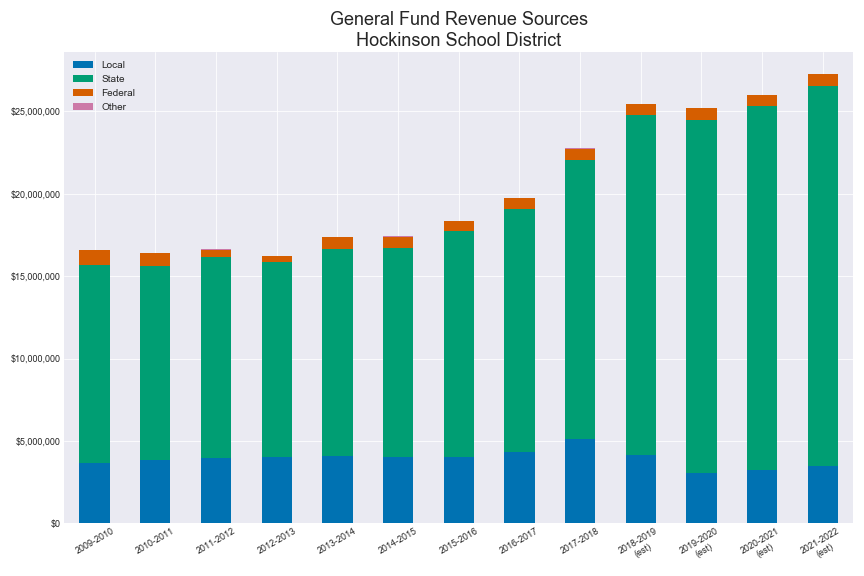 General Fund Revenue Sources
Hockinson School District
Local
State
Federal
Other
$25,000,000
$20,000,000
$15,000,000
$10,000,000
$5,000,000
$0
2009-2010
2010-2011
2011-2012
2012-2013
2013-2014
2014-2015
2015-2016
2016-2017
2017-2018
2018-2019
(est)
2019-2020
(est)
2020-2021
(est)
2021-2022
(est)